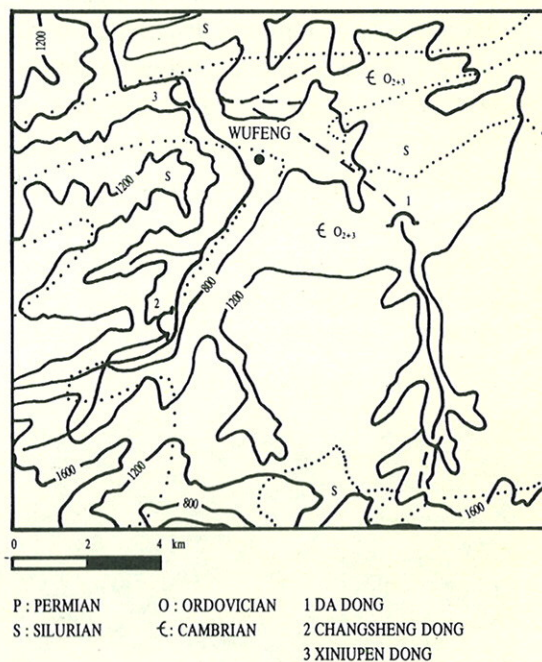 1200
S
Є O2+3
3
WUFENG
S
1200
S
1
Є O2+3
800
1200
2
1600
1200
800
S
1600
0 2 4 km
P : PERMIAN O : ORDOVICIAN 1 DA DONG
S : SILURIAN Є : CAMBRIAN 2 CHANGSHENG DONG
3 XINIUPEN DONG